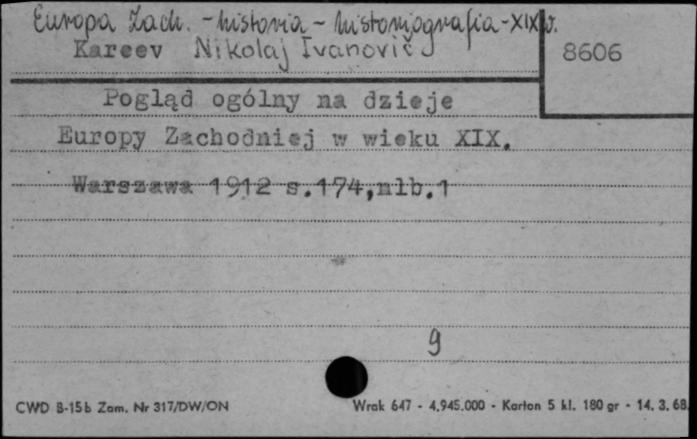 Europa Zach. - historia - historiografia - XIX w.
Kareev Nikolaj Ivanovič
8606
Pogląd ogólny na dzieje
Europy Zachodniej w wieku XIX.
Warszawa 1912 s.174,nlb.1
9
CWD B-15b Zam. Nr 317/DW/ON
Wrak 647 - 4.945.000 - Karton 5 kl. 180 gr - 14. 3. 68